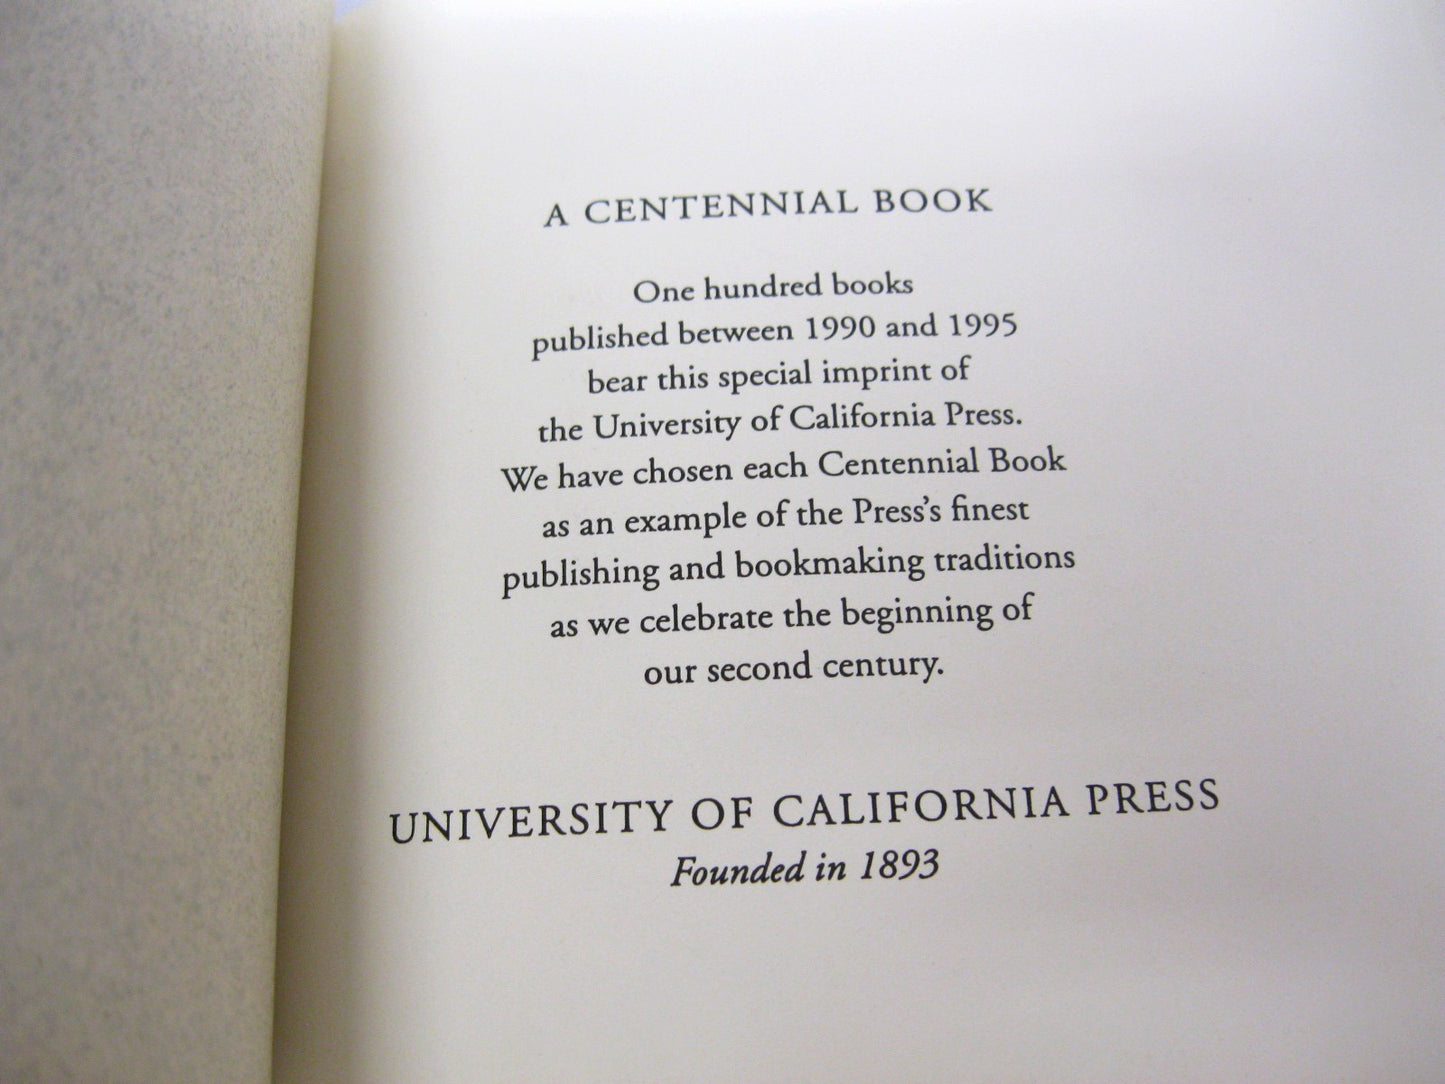 A CENTENNIAL BOOK
One hundred books
published between 1990 and 1995
bear this special imprint of
the University of California Press.
We have chosen each Centennial Book
as an example of the Press’s finest
publishing and bookmaking traditions
as we celebrate the beginning of
our second century.
UNIVERSITY OF CALIFORNIA PRESS
Founded in 1893